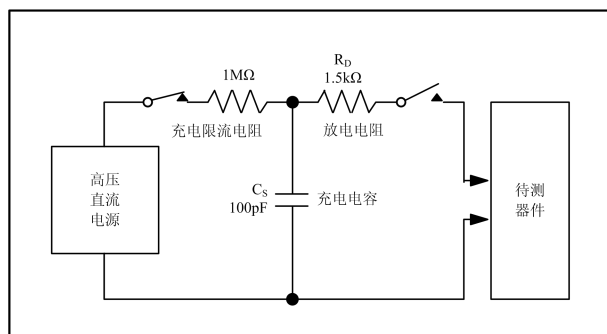 1MΩ
R_D
1.5kΩ
充电限流电阻
放电电阻
高压
直流
电源
C_S
100pF
充电电容
待测
器件